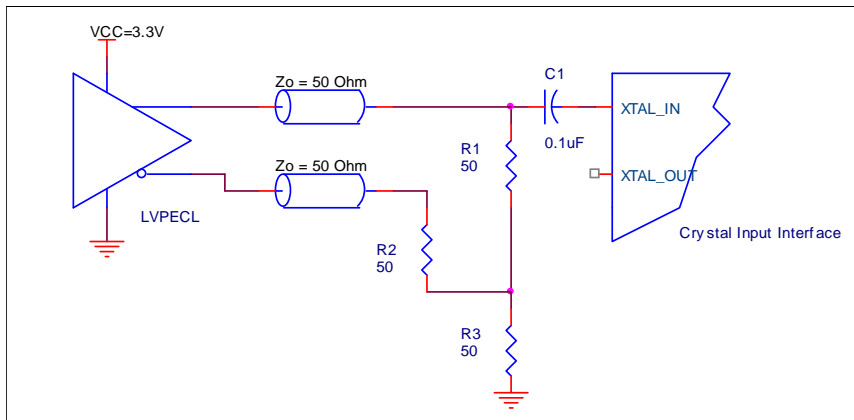 VCC=3.3V
Zo = 50 Ohm
C1
XTAL_IN
0.1uF
R1
50
Zo = 50 Ohm
XTAL_OUT
LVPECL
Crystal Input Interface
R2
50
R3
50